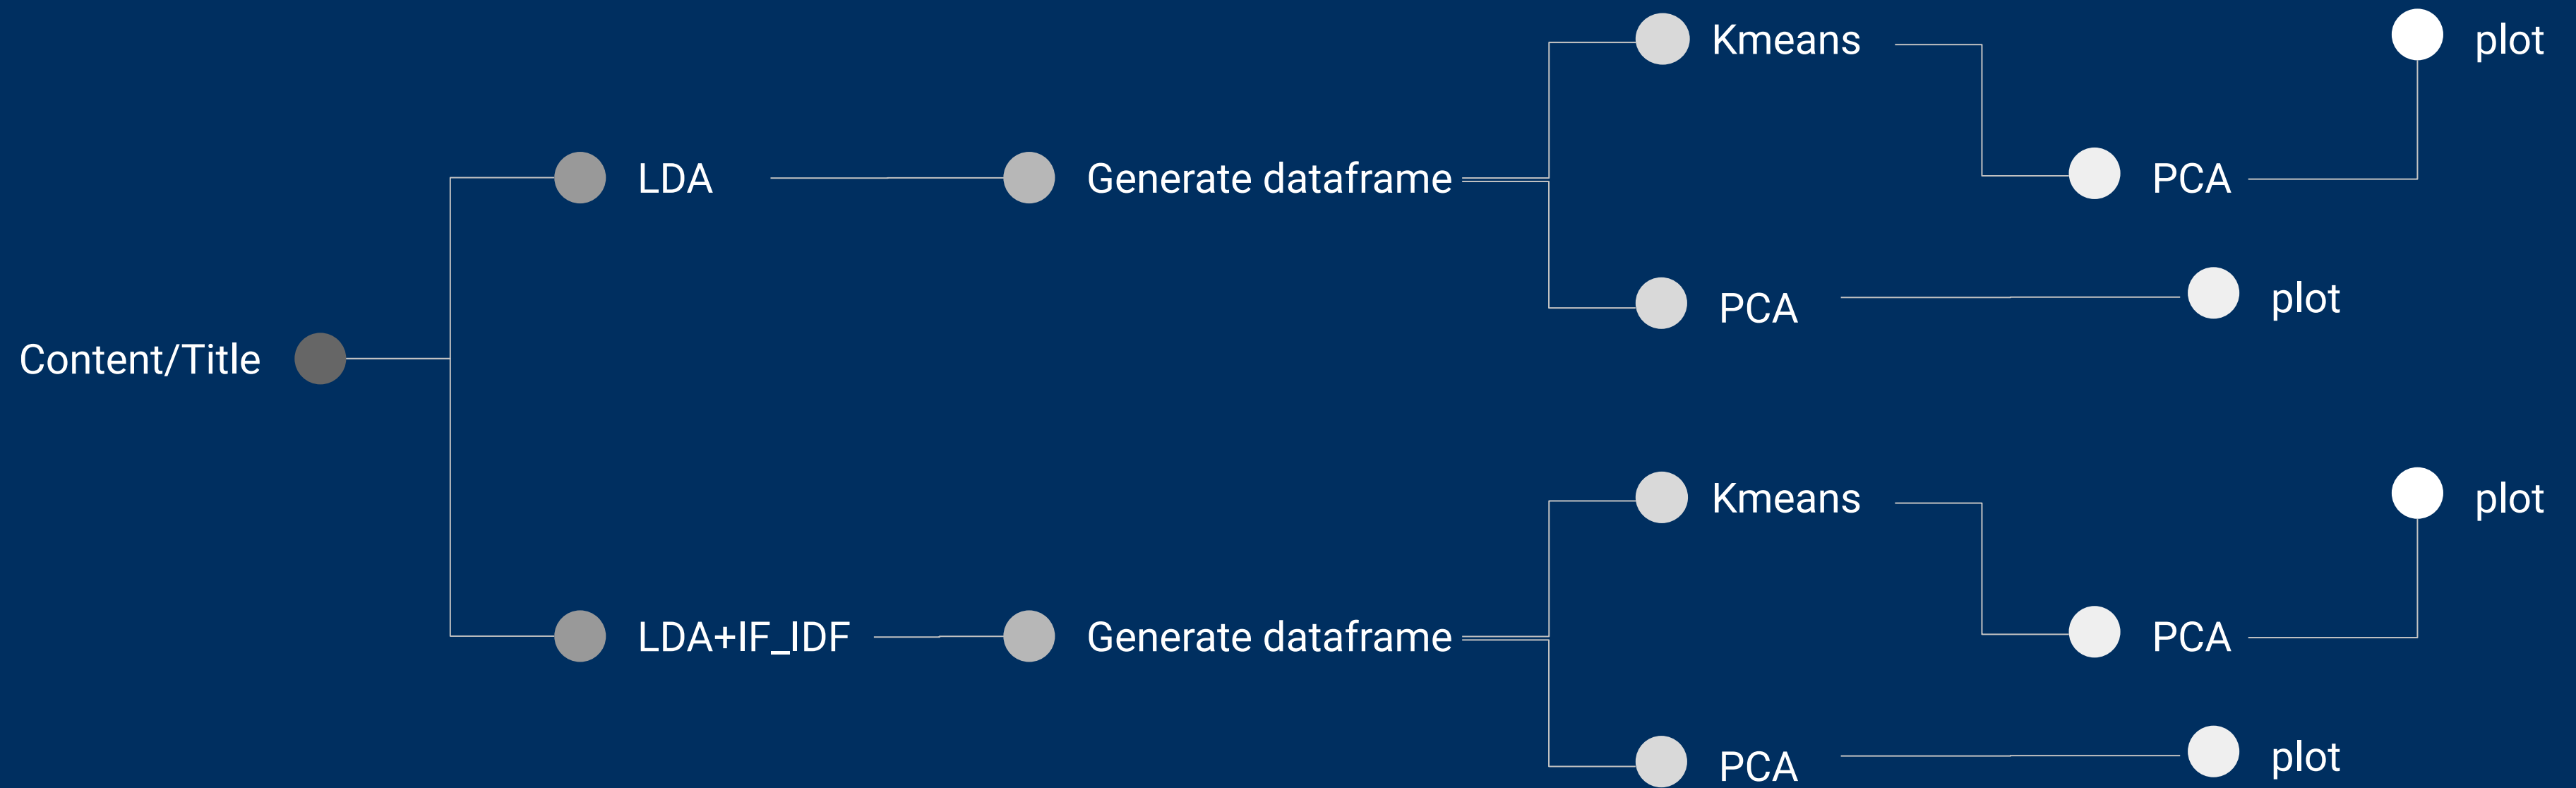 Kmeans
plot
LDA
Generate dataframe
PCA
PCA
plot
Content/Title
Kmeans
plot
LDA+IF_IDF
Generate dataframe
PCA
PCA
plot